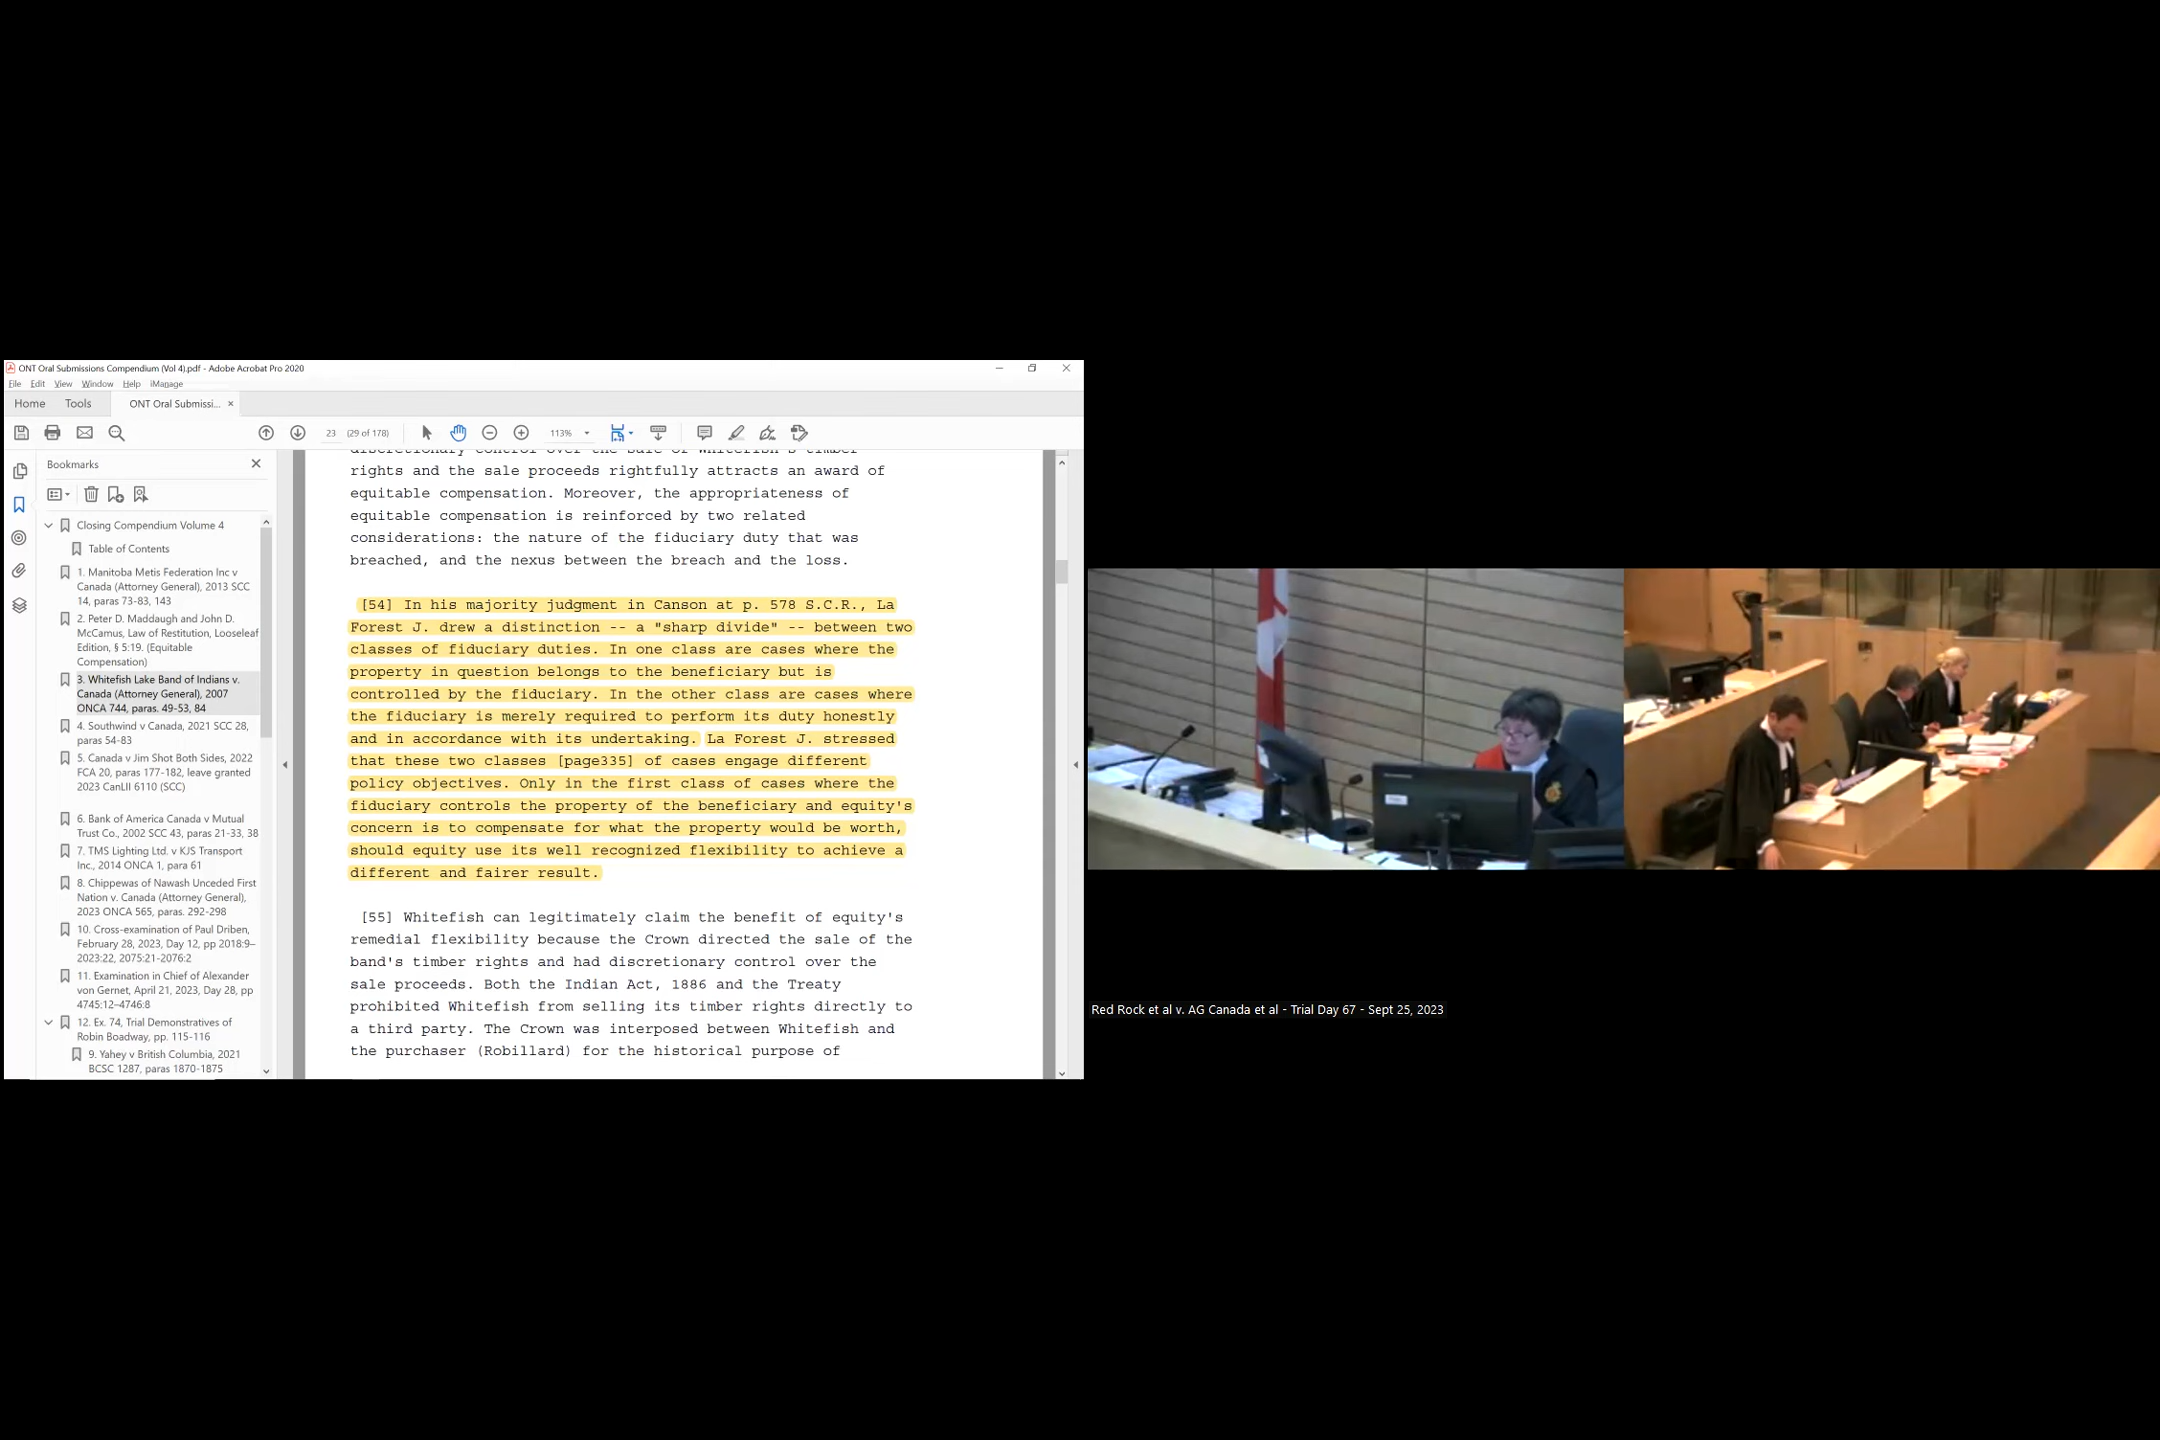 ONT Oral Submissions Compendium (Vol 4).pdf - Adobe Acrobat Pro 2020
File Edit View Window Help iManage
Home Tools ONT Oral Submissi... ×
23 (29 of 178) 113%
Bookmarks
Closing Compendium Volume 4
Table of Contents
1. Manitoba Metis Federation Inc v
Canada (Attorney General), 2013 SCC
14, paras 73-83, 143
2. Peter D. Maddaugh and John D.
McCamus, Law of Restitution, Looseleaf
Edition, § 5:19. (Equitable
Compensation)
3. Whitefish Lake Band of Indians v.
Canada (Attorney General), 2007
ONCA 744, paras. 49-53, 84
4. Southwind v Canada, 2021 SCC 28,
paras 54-83
5. Canada v Jim Shot Both Sides, 2022
FCA 20, paras 177-182, leave granted
2023 CanLII 6110 (SCC)
6. Bank of America Canada v Mutual
Trust Co., 2002 SCC 43, paras 21-33, 38
7. TMS Lighting Ltd. v KJS Transport
Inc., 2014 ONCA 1, para 61
8. Chippewas of Nawash Unceded First
Nation v. Canada (Attorney General),
2023 ONCA 565, paras. 292-298
10. Cross-examination of Paul Driben,
February 28, 2023, Day 12, pp 2018:9–
2023:22, 2075:21-2076:2
11. Examination in Chief of Alexander
von Gernet, April 21, 2023, Day 28, pp
4745:12–4746:8
12. Ex. 74, Trial Demonstratives of
Robin Boadway, pp. 115-116
9. Yahey v British Columbia, 2021
BCSC 1287, paras 1870-1875
discretionary control over the sale of Whitefish's timber
rights and the sale proceeds rightfully attracts an award of
equitable compensation. Moreover, the appropriateness of
equitable compensation is reinforced by two related
considerations: the nature of the fiduciary duty that was
breached, and the nexus between the breach and the loss.
[54] In his majority judgment in Canson at p. 578 S.C.R., La
Forest J. drew a distinction -- a "sharp divide" -- between two
classes of fiduciary duties. In one class are cases where the
property in question belongs to the beneficiary but is
controlled by the fiduciary. In the other class are cases where
the fiduciary is merely required to perform its duty honestly
and in accordance with its undertaking. La Forest J. stressed
that these two classes [page335] of cases engage different
policy objectives. Only in the first class of cases where the
fiduciary controls the property of the beneficiary and equity's
concern is to compensate for what the property would be worth,
should equity use its well recognized flexibility to achieve a
different and fairer result.
[55] Whitefish can legitimately claim the benefit of equity's
remedial flexibility because the Crown directed the sale of the
band's timber rights and had discretionary control over the
sale proceeds. Both the Indian Act, 1886 and the Treaty
prohibited Whitefish from selling its timber rights directly to
a third party. The Crown was interposed between Whitefish and
the purchaser (Robillard) for the historical purpose of
Red Rock et al v. AG Canada et al - Trial Day 67 - Sept 25, 2023